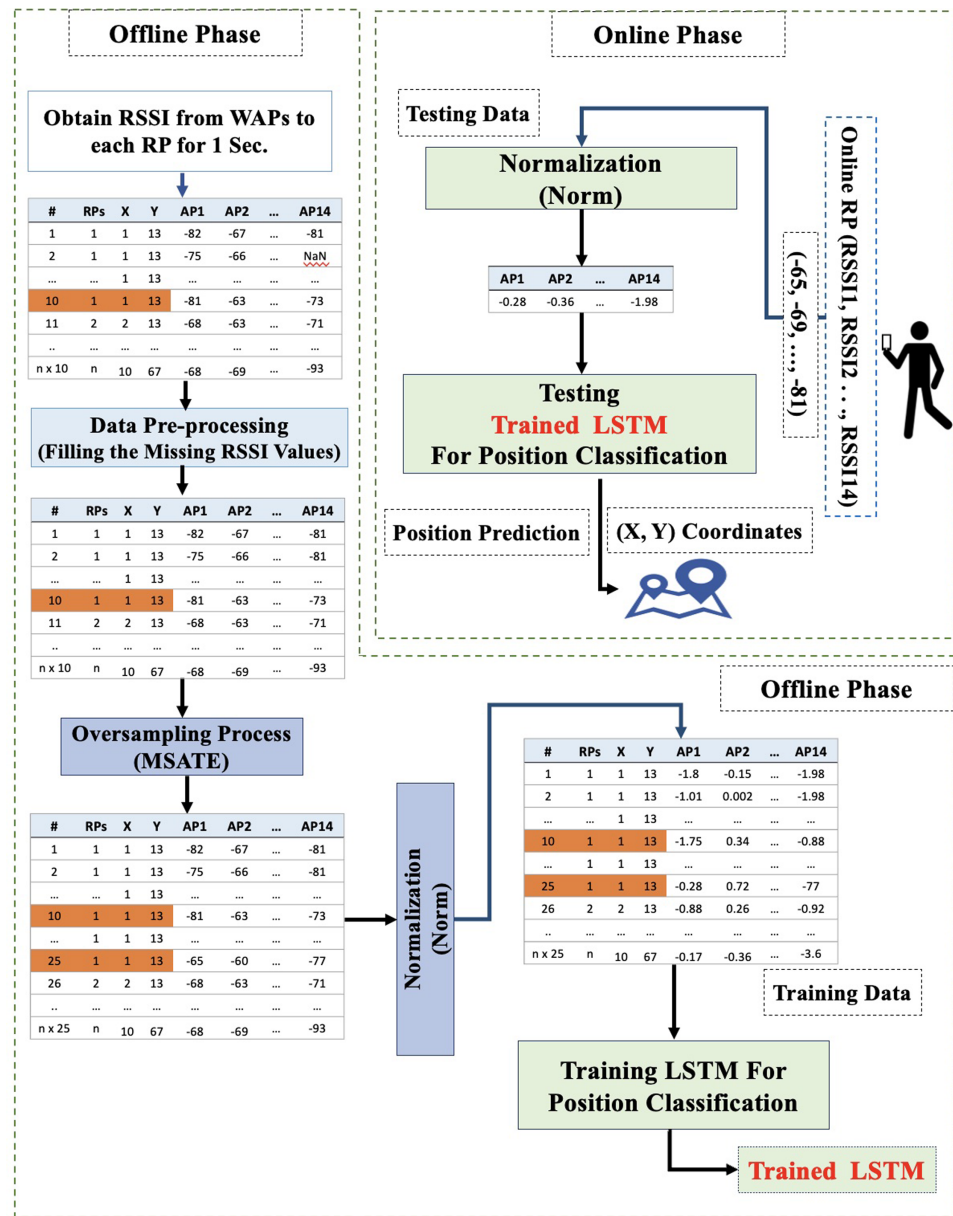 Offline Phase
Obtain RSSI from WAPs to
each RP for 1 Sec.
# RPs X Y AP1 AP2 ... AP14
1 1 1 13 -82 -67 ... -81
2 1 1 13 -75 -66 ... NaN
... ... 1 13 ... ... ... ...
10 1 1 13 -81 -63 ... -73
11 2 2 13 -68 -63 ... -71
.. ... ... ... ... ... ... ...
n x 10 n 10 67 -68 -69 ... -93
Data Pre-processing
(Filling the Missing RSSI Values)
# RPs X Y AP1 AP2 ... AP14
1 1 1 13 -82 -67 ... -81
2 1 1 13 -75 -66 ... -81
... ... 1 13 ... ... ... ...
10 1 1 13 -81 -63 ... -73
11 2 2 13 -68 -63 ... -71
.. ... ... ... ... ... ... ...
n x 10 n 10 67 -68 -69 ... -93
Oversampling Process
(MSATE)
# RPs X Y AP1 AP2 ... AP14
1 1 1 13 -82 -67 ... -81
2 1 1 13 -75 -66 ... -81
... ... 1 13 ... ... ... ...
10 1 1 13 -81 -63 ... -73
... 1 1 13 ... ... ... ...
25 1 1 13 -65 -60 ... -77
26 2 2 13 -68 -63 ... -71
.. ... ... ... ... ... ... ...
n x 25 n 10 67 -68 -69 ... -93
Normalization
(Norm)
Offline Phase
# RPs X Y AP1 AP2 ... AP14
1 1 1 13 -1.8 -0.15 ... -1.98
2 1 1 13 -1.01 0.002 ... -1.98
... ... 1 13 ... ... ... ...
10 1 1 13 -1.75 0.34 ... -0.88
... 1 1 13 ... ... ... ...
25 1 1 13 -0.28 0.72 ... -77
26 2 2 13 -0.88 0.26 ... -0.92
.. ... ... ... ... ... ... ...
n x 25 n 10 67 -0.17 -0.36 ... -3.6
Training Data
Training LSTM For
Position Classification
Trained LSTM
Online Phase
Online RP (RSSI1, RSSI2 . . ., RSSI14)
(-65, -69, ..., -81)
Testing Data
Normalization
(Norm)
AP1 AP2 ... AP14
-0.28 -0.36 ... -1.98
Testing
Trained LSTM
For Position Classification
Position Prediction
(X, Y) Coordinates